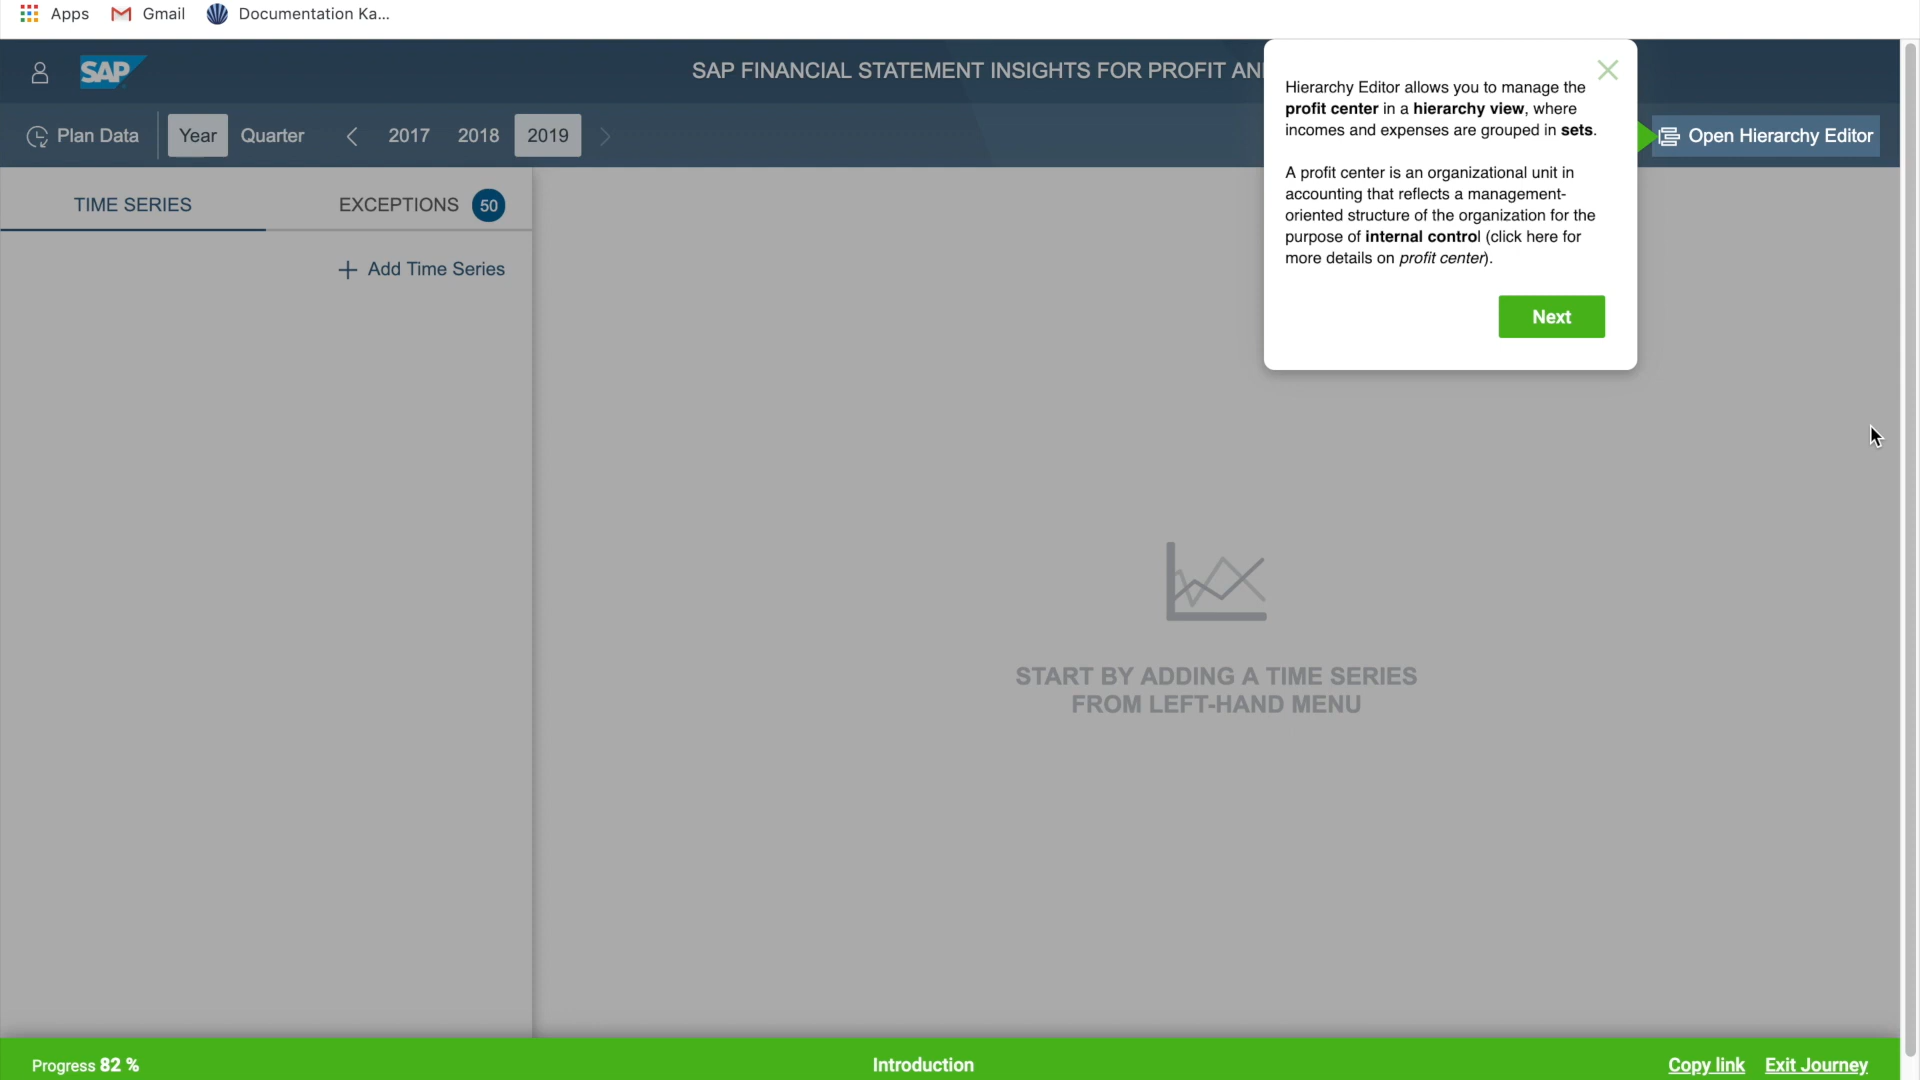 Apps Gmail Documentation Ka...
SAP SAP FINANCIAL STATEMENT INSIGHTS FOR PROFIT AN
Plan Data Year Quarter 2017 2018 2019 Open Hierarchy Editor
Hierarchy Editor allows you to manage the
profit center in a hierarchy view, where
incomes and expenses are grouped in sets.
A profit center is an organizational unit in
accounting that reflects a management-
oriented structure of the organization for the
purpose of internal control (click here for
more details on profit center).
Next
TIME SERIES EXCEPTIONS 50
+ Add Time Series
START BY ADDING A TIME SERIES
FROM LEFT-HAND MENU
Progress 82 % Introduction Copy link Exit Journey